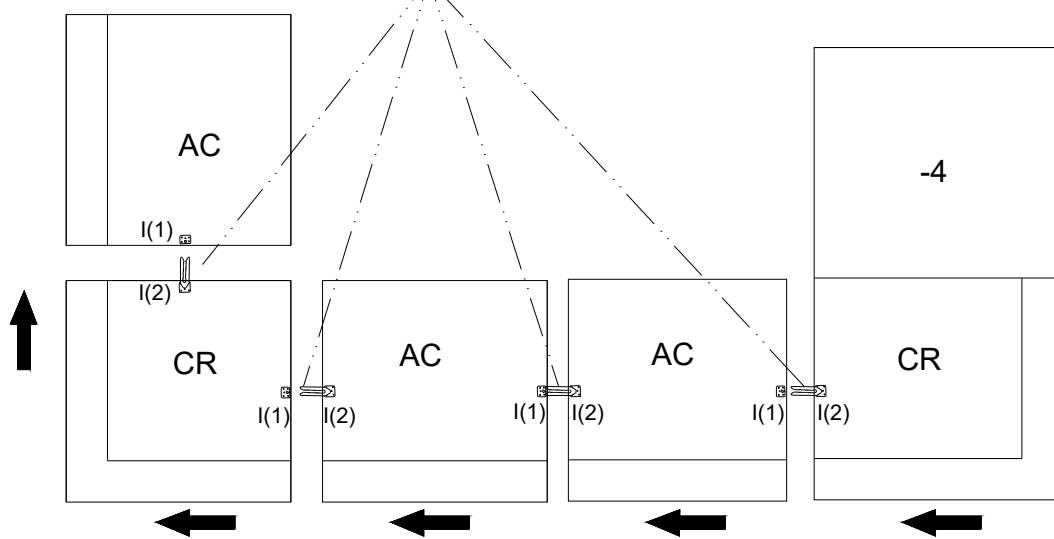 AC
-4
I(1)
I(2)
CR
AC
AC
CR
I(1)
I(2)
I(1)
I(2)
I(1)
I(2)